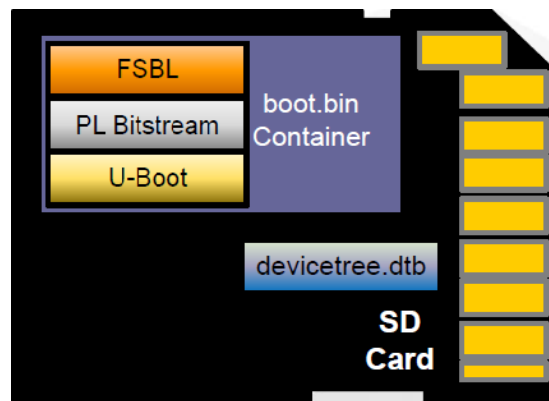 FSBL
PL Bitstream
U-Boot
boot.bin
Container
devicetree.dtb
SD
Card